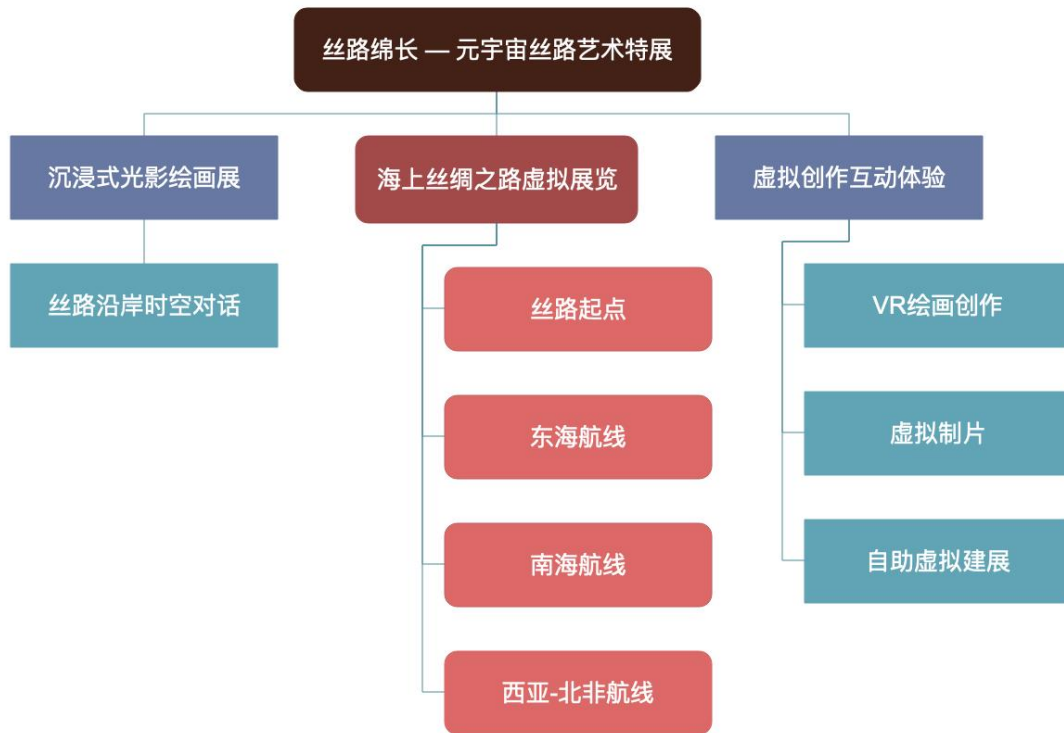 丝路绵长 — 元宇宙丝路艺术特展
沉浸式光影绘画展
海上丝绸之路虚拟展览
虚拟创作互动体验
丝路沿岸时空对话
丝路起点
东海航线
南海航线
西亚-北非航线
VR绘画创作
虚拟制片
自助虚拟建展